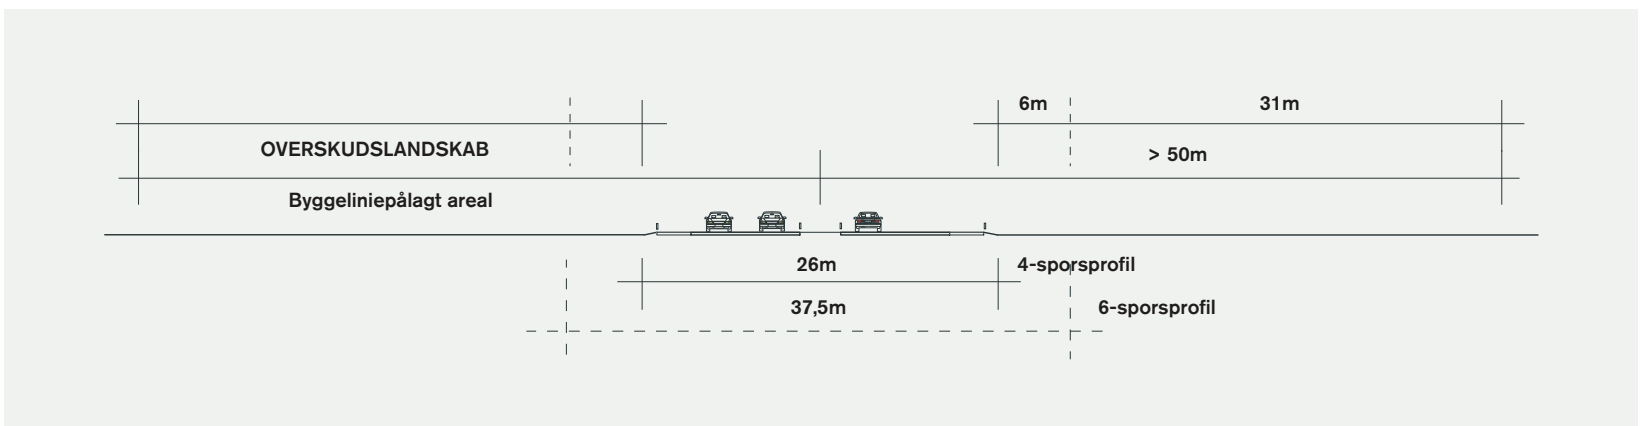 6m
31m
OVERSKUDSLANDSKAB
> 50m
Byggeliniepålagt areal
26m
4-sporsprofil
37,5m
6-sporsprofil